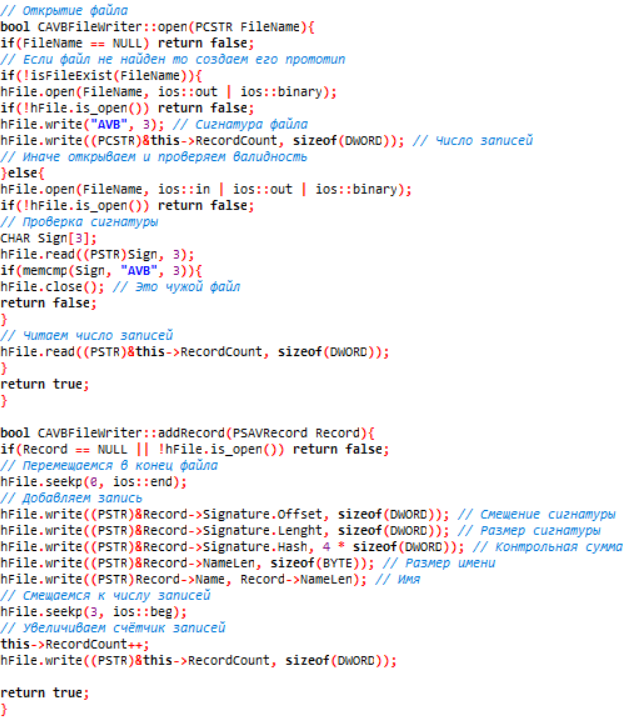 // Открытие файла
bool CAVBFileWriter::open(PCSTR FileName){
if(FileName == NULL) return false;
// Если файл не найден то создаем его прототип
if(!isFileExist(FileName)){
hFile.open(FileName, ios::out | ios::binary);
if(!hFile.is_open()) return false;
hFile.write("AVB", 3); // Сигнатура файла
hFile.write((PCSTR)&this->RecordCount, sizeof(DWORD)); // Число записей
// Иначе открываем и проверяем валидность
}else{
hFile.open(FileName, ios::in | ios::out | ios::binary);
if(!hFile.is_open()) return false;
// Проверка сигнатуры
CHAR Sign[3];
hFile.read((PSTR)Sign, 3);
if(memcmp(Sign, "AVB", 3)){
hFile.close(); // Это чужой файл
return false;
}
// Читаем число записей
hFile.read((PSTR)&this->RecordCount, sizeof(DWORD));
}
return true;
}
bool CAVBFileWriter::addRecord(PSAVRecord Record){
if(Record == NULL || !hFile.is_open()) return false;
// Перемещаемся в конец файла
hFile.seekp(0, ios::end);
// Добавляем запись
hFile.write((PSTR)&Record->Signature.Offset, sizeof(DWORD)); // Смещение сигнатуры
hFile.write((PSTR)&Record->Signature.Lenght, sizeof(DWORD)); // Размер сигнатуры
hFile.write((PSTR)&Record->Signature.Hash, 4 * sizeof(DWORD)); // Контрольная сумма
hFile.write((PSTR)&Record->NameLen, sizeof(BYTE)); // Размер имени
hFile.write((PSTR)Record->Name, Record->NameLen); // Имя
// Смещаемся к числу записей
hFile.seekp(3, ios::beg);
// Увеличиваем счётчик записей
this->RecordCount++;
hFile.write((PSTR)&this->RecordCount, sizeof(DWORD));
return true;
}